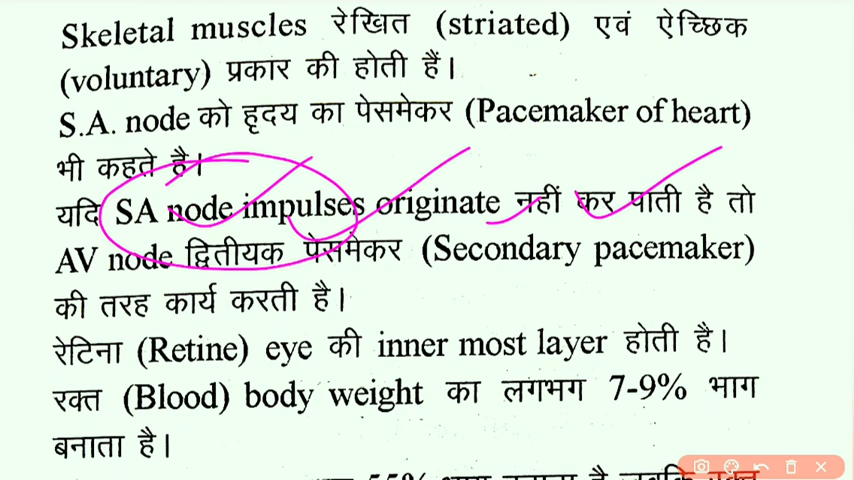 Skeletal muscles रेखित (striated) एवं ऐच्छिक
(voluntary) प्रकार की होती हैं।
S.A. node को हृदय का पेसमेकर (Pacemaker of heart)
भी कहते है।
यदि SA node impulses originate नहीं कर पाती है तो
AV node द्वितीयक पेसमेकर (Secondary pacemaker)
की तरह कार्य करती है।
रेटिना (Retine) eye की inner most layer होती है।
रक्त (Blood) body weight का लगभग 7-9% भाग
बनाता है।
55%